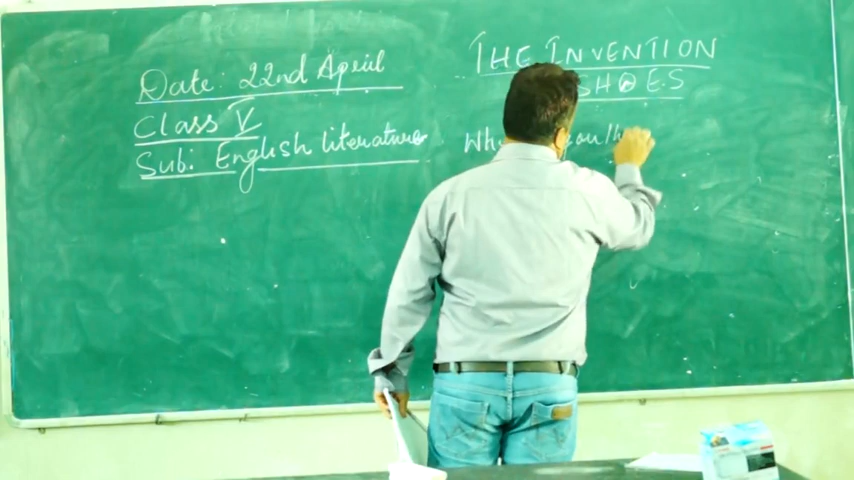 Date: 22nd April
Class V
Sub: English literature
THE INVENTION
SHOES